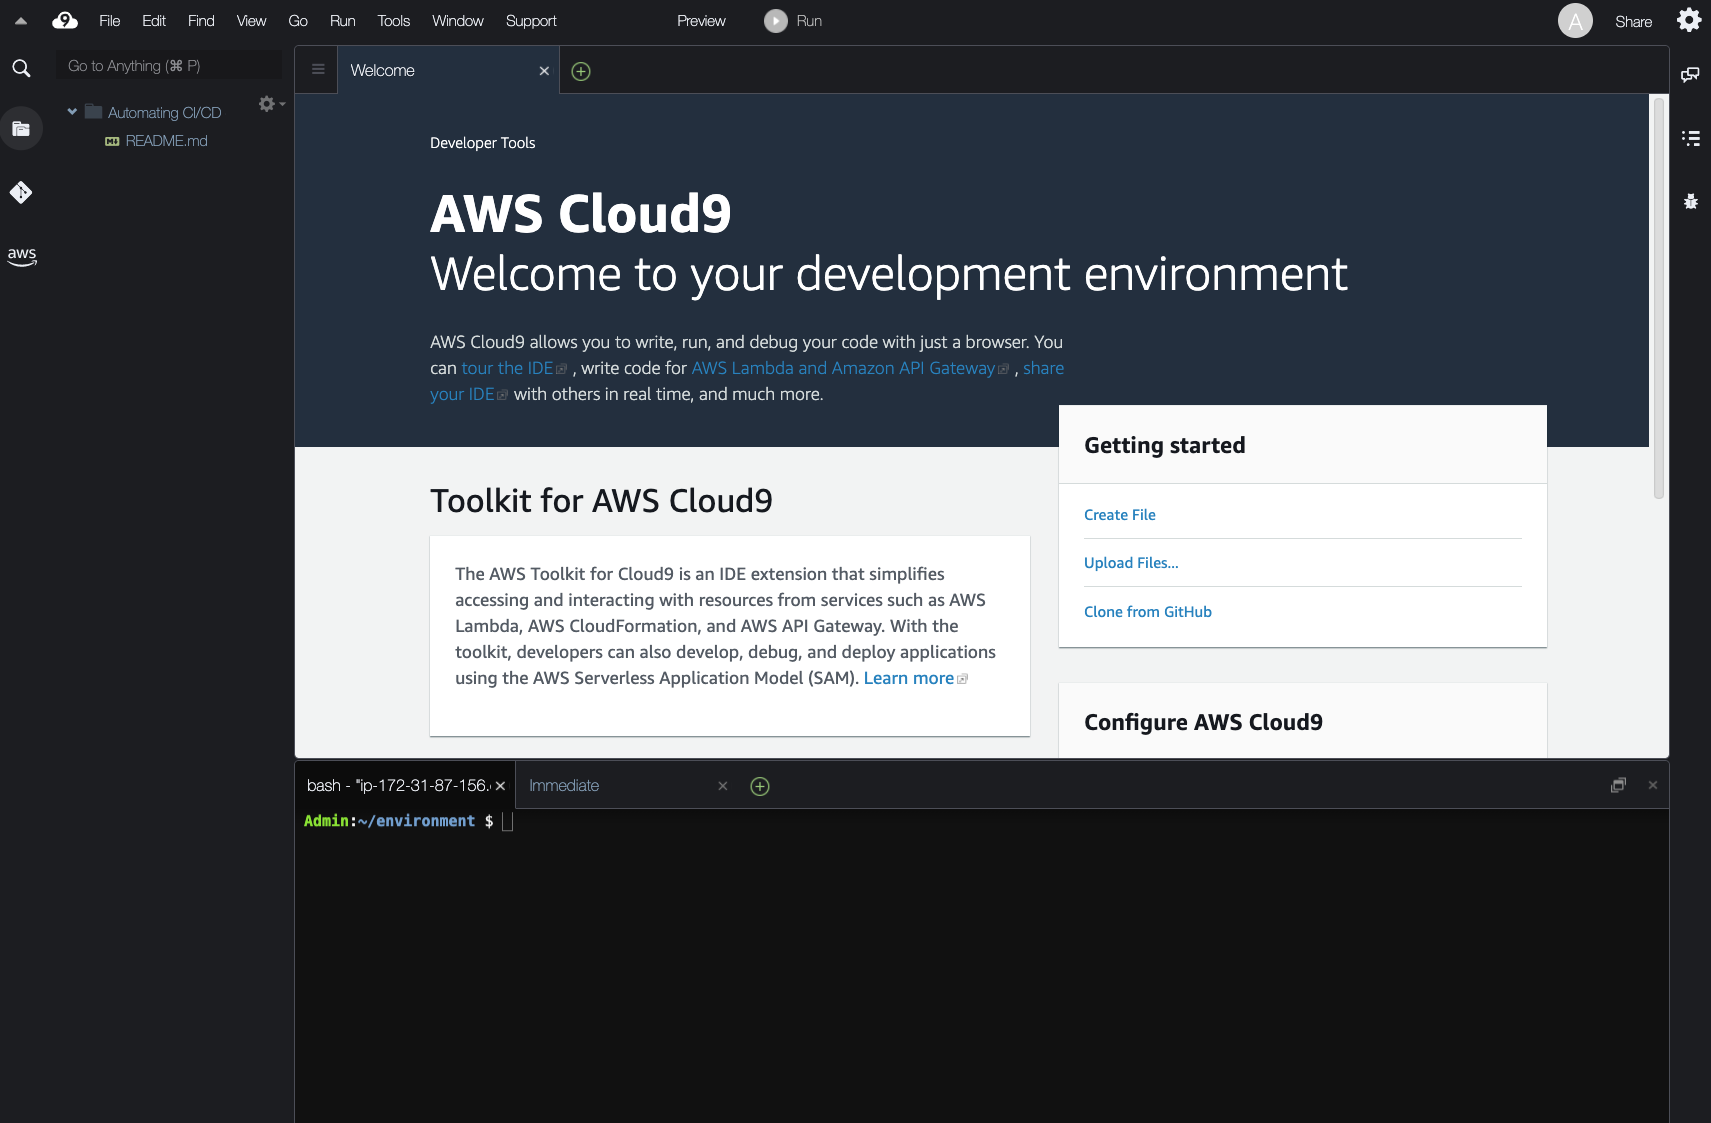 9 File Edit Find View Go Run Tools Window Support Preview Run A Share
Go to Anything (⌘ P)
Automating CI/CD
README.md
aws
Welcome
Developer Tools
AWS Cloud9
Welcome to your development environment
AWS Cloud9 allows you to write, run, and debug your code with just a browser. You
can tour the IDE , write code for AWS Lambda and Amazon API Gateway , share
your IDE with others in real time, and much more.
Toolkit for AWS Cloud9
The AWS Toolkit for Cloud9 is an IDE extension that simplifies
accessing and interacting with resources from services such as AWS
Lambda, AWS CloudFormation, and AWS API Gateway. With the
toolkit, developers can also develop, debug, and deploy applications
using the AWS Serverless Application Model (SAM). Learn more
Getting started
Create File
Upload Files...
Clone from GitHub
Configure AWS Cloud9
bash - "ip-172-31-87-156. Immediate
Admin:~/environment $